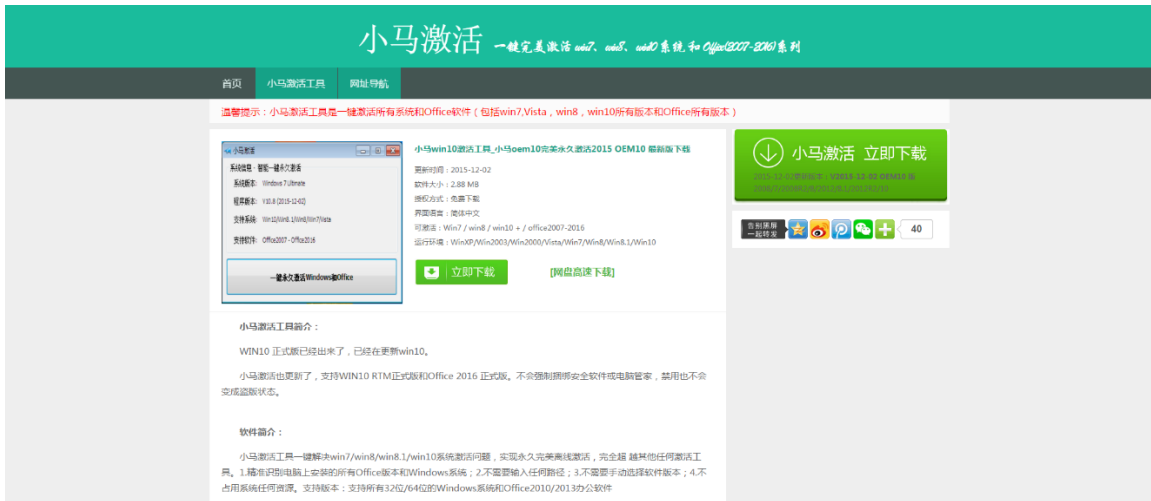 小马激活 一键完美激活 win7、win8、win10系统和Office(2007-2016)系列
首页 小马激活工具 网址导航
温馨提示：小马激活工具是一键激活所有系统和Office软件（包括win7,Vista，win8，win10所有版本和Office所有版本）
小马激活
系统信息 - 智能一键永久激活
系统版本: Windows 7 Ultimate
程序版本: V10.8 (2015-12-02)
支持系统: Win10/Win8.1/Win8/Win7/Vista
支持软件: Office2007 - Office2016
一键永久激活Windows和Office
小马win10激活工具_小马oem10完美永久激活2015 OEM10 最新版下载
更新时间：2015-12-02
软件大小：2.88 MB
授权方式：免费下载
界面语言：简体中文
可激活：Win7 / win8 / win10 + / office2007-2016
运行环境：WinXP/Win2003/Win2000/Vista/Win7/Win8/Win8.1/Win10
立即下载 [网盘高速下载]
小马激活 立即下载
2015-12-02更新版本：V2015-12-02 OEM10 版
告别黑屏
一起转发
40
小马激活工具简介：
WIN10 正式版已经出来了，已经在更新win10。
小马激活也更新了，支持WIN10 RTM正式版和Office 2016 正式版。不会强制捆绑安全软件或电脑管家，禁用也不会
变成盗版状态。
软件简介：
小马激活工具一键解决win7/win8/win8.1/win10系统激活问题，实现永久完美离线激活，完全超 越其他任何激活工
具。1.精准识别电脑上安装的所有Office版本和Windows系统；2.不需要输入任何路径；3.不需要手动选择软件版本；4.不
占用系统任何资源。支持版本：支持所有32位/64位的Windows系统和Office2010/2013办公软件